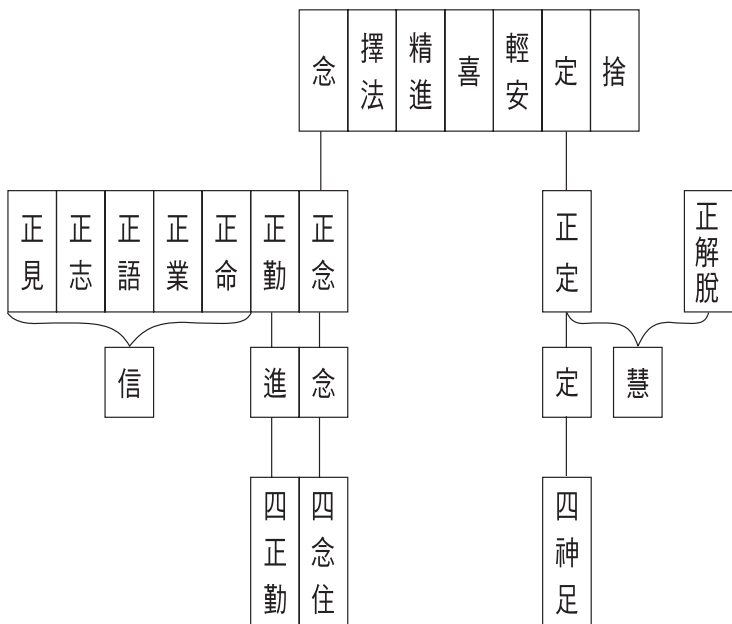 念
擇法
精進
喜
輕安
定
捨
正見
正志
正語
正業
正命
正勤
正念
正定
正解脫
信
進
念
定
慧
四正勤
四念住
四神足